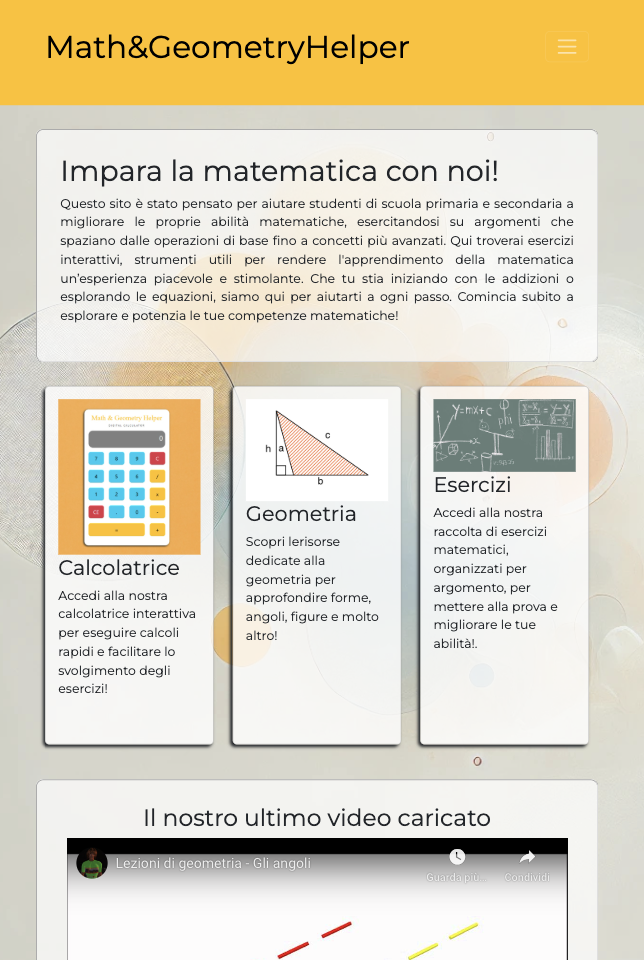 Math&GeometryHelper
Impara la matematica con noi!
Questo sito è stato pensato per aiutare studenti di scuola primaria e secondaria a
migliorare le proprie abilità matematiche, esercitandosi su argomenti che
spaziano dalle operazioni di base fino a concetti più avanzati. Qui troverai esercizi
interattivi, strumenti utili per rendere l'apprendimento della matematica
un'esperienza piacevole e stimolante. Che tu stia iniziando con le addizioni o
esplorando le equazioni, siamo qui per aiutarti a ogni passo. Comincia subito a
esplorare e potenzia le tue competenze matematiche!
Math & Geometry Helper
0
7 8 9 C
4 5 6 /
1 2 3
0
Calcolatrice
Accedi alla nostra
calcolatrice interattiva
per eseguire calcoli
rapidi e facilitare lo
svolgimento degli
esercizi!
c
h a
b
Geometria
Scopri lerisorse
dedicate alla
geometria per
approfondire forme,
angoli, figure e molto
altro!
y=mx+c
phi
Esercizi
Accedi alla nostra
raccolta di esercizi
matematici,
organizzati per
argomento, per
mettere alla prova e
migliorare le tue
abilità!.
Il nostro ultimo video caricato
Lezioni di geometria - Gli angoli
Guarda più...
Condividi